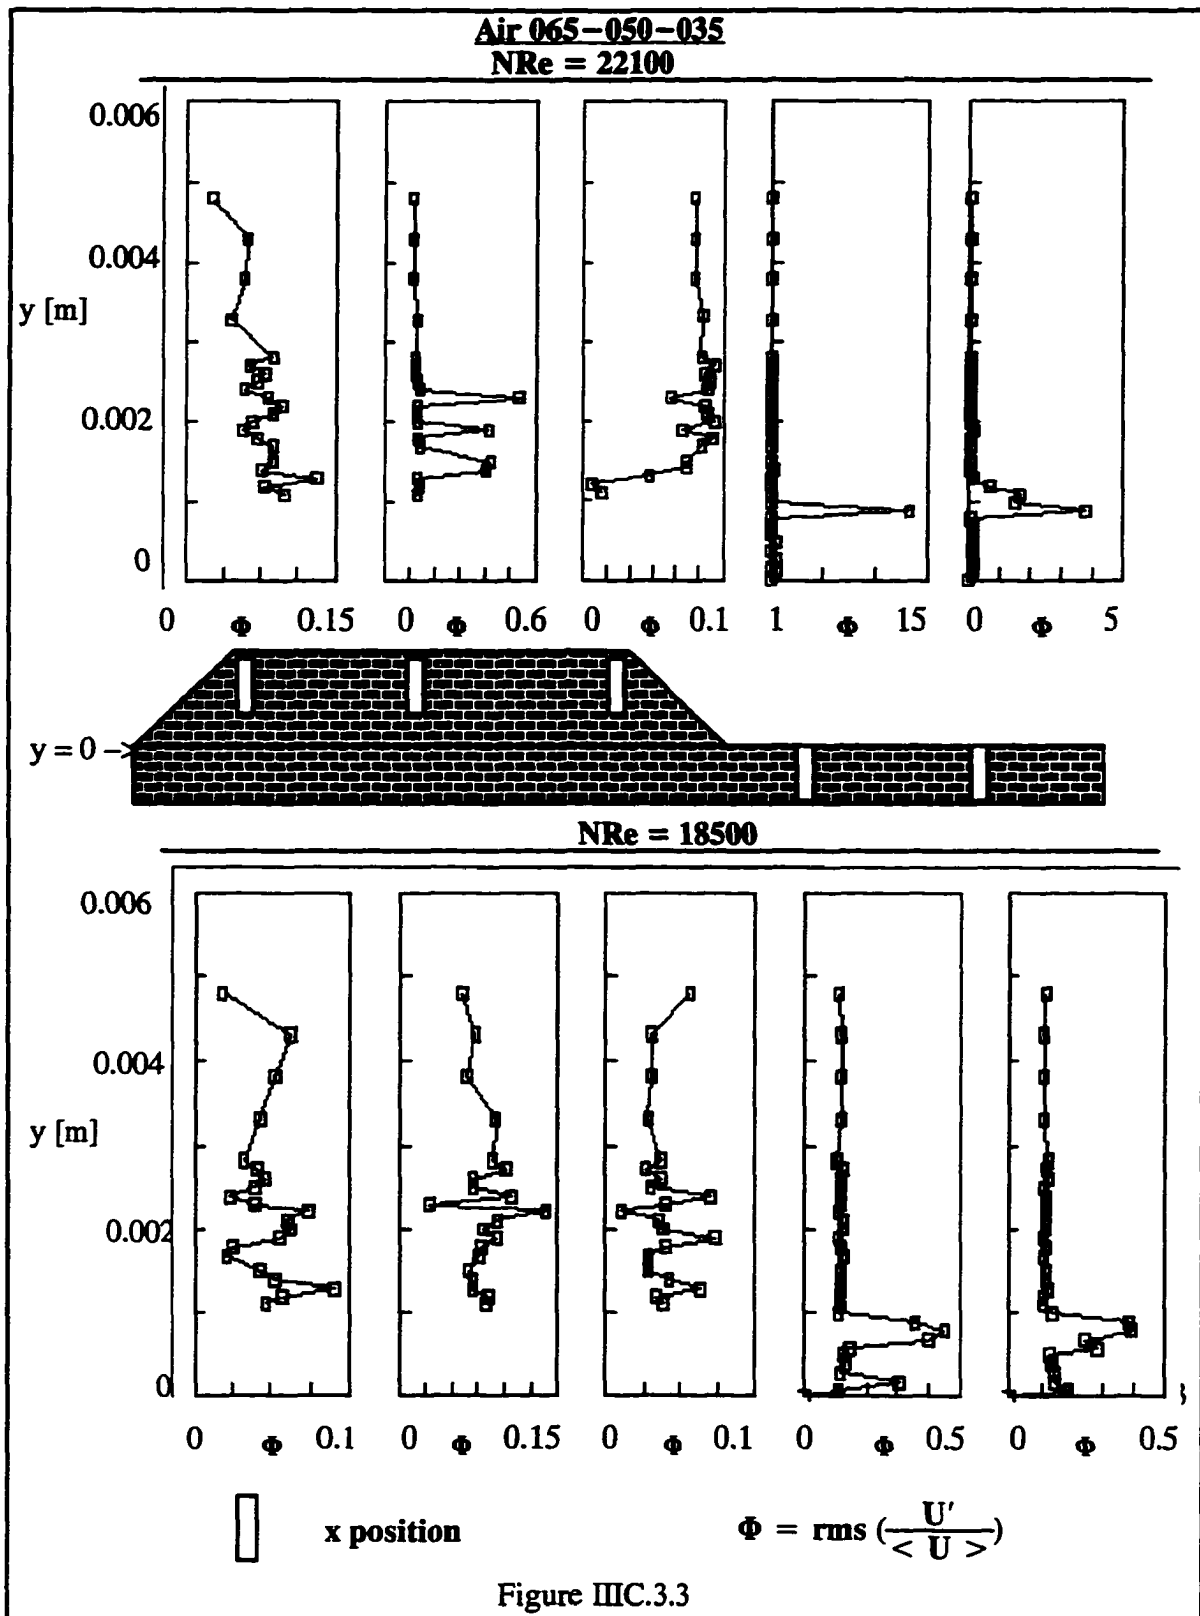 Air 065-050-035
NRe = 22100
0.006
0.004
y [m]
0.002
0
0 Φ 0.15 0 Φ 0.6 0 Φ 0.1 1 Φ 15 0 Φ 5
y = 0 ->
NRe = 18500
0.006
0.004
y [m]
0.002
0
0 Φ 0.1 0 Φ 0.15 0 Φ 0.1 0 Φ 0.5 0 Φ 0.5
x position
Φ = rms (U′ / < U >)
Figure IIIC.3.3